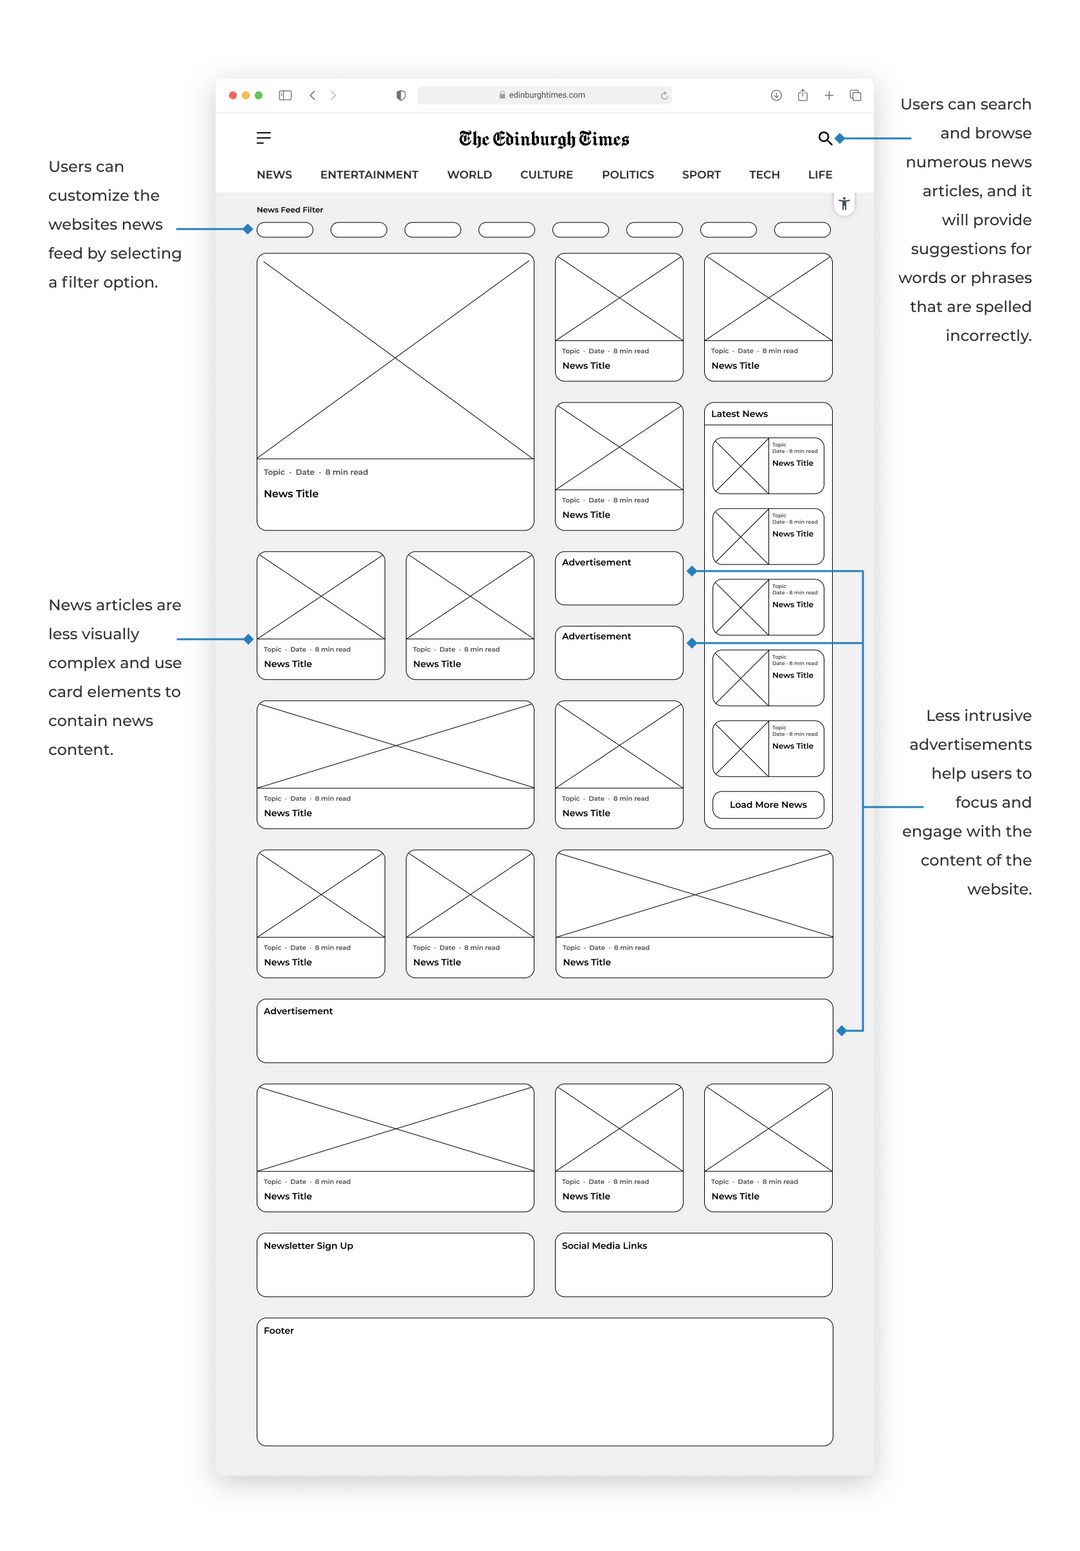 edinburghtimes.com
The Edinburgh Times
NEWS ENTERTAINMENT WORLD CULTURE POLITICS SPORT TECH LIFE
Users can
customize the
websites news
feed by selecting
a filter option.
Users can search
and browse
numerous news
articles, and it
will provide
suggestions for
words or phrases
that are spelled
incorrectly.
News Feed Filter
Topic · Date · 8 min read
News Title
Topic · Date · 8 min read
News Title
Topic · Date · 8 min read
News Title
Topic · Date · 8 min read
News Title
Latest News
Topic
Date · 8 min read
News Title
Topic
Date · 8 min read
News Title
Topic
Date · 8 min read
News Title
Topic
Date · 8 min read
News Title
Topic
Date · 8 min read
News Title
Load More News
News articles are
less visually
complex and use
card elements to
contain news
content.
Topic · Date · 8 min read
News Title
Topic · Date · 8 min read
News Title
Advertisement
Advertisement
Less intrusive
advertisements
help users to
focus and
engage with the
content of the
website.
Topic · Date · 8 min read
News Title
Topic · Date · 8 min read
News Title
Topic · Date · 8 min read
News Title
Topic · Date · 8 min read
News Title
Topic · Date · 8 min read
News Title
Advertisement
Topic · Date · 8 min read
News Title
Topic · Date · 8 min read
News Title
Topic · Date · 8 min read
News Title
Newsletter Sign Up
Social Media Links
Footer